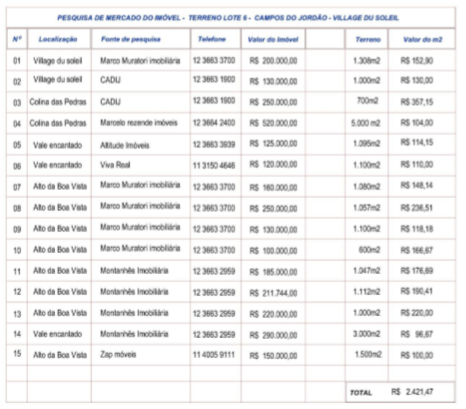 PESQUISA DE MERCADO DO IMÓVEL - TERRENO LOTE 6 - CAMPOS DO JORDÃO - VILLAGE DU SOLEIL
Nº Localização Fonte de pesquisa Telefone Valor do Imóvel Terreno Valor do m2
01 Village du soleil Marco Muratori imobiliária 12 3663 3700 R$ 200.000,00 1.308m2 R$ 152,90
02 Village du soleil CADIJ 12 3663 1900 R$ 130.000,00 1.000m2 R$ 130,00
03 Colina das Pedras CADIJ 12 3663 1900 R$ 250.000,00 700m2 R$ 357,15
04 Colina das Pedras Marcelo rezende imóveis 12 3664 2400 R$ 520.000,00 5.000 m2 R$ 104,00
05 Vale encantado Altitude Imóveis 12 3663 3939 R$ 125.000,00 1.095m2 R$ 114,15
06 Vale encantado Viva Real 11 3150 4646 R$ 120.000,00 1.100m2 R$ 110,00
07 Alto da Boa Vista Marco Muratori imobiliária 12 3663 3700 R$ 160.000,00 1.080m2 R$ 148,14
08 Alto da Boa Vista Marco Muratori imobiliária 12 3663 3700 R$ 250.000,00 1.057m2 R$ 236,51
09 Alto da Boa Vista Marco Muratori imobiliária 12 3663 3700 R$ 130.000,00 1.100m2 R$ 118,18
10 Alto da Boa Vista Marco Muratori imobiliária 12 3663 3700 R$ 100.000,00 600m2 R$ 166,67
11 Alto da Boa Vista Montanhês Imobiliária 12 3663 2959 R$ 185.000,00 1.047m2 R$ 176,69
12 Alto da Boa Vista Montanhês Imobiliária 12 3663 2959 R$ 211.744,00 1.112m2 R$ 190,41
13 Alto da Boa Vista Montanhês Imobiliária 12 3663 2959 R$ 220.000,00 1.000m2 R$ 220,00
14 Vale encantado Montanhês Imobiliária 12 3663 2959 R$ 290.000,00 3.000m2 R$ 96,67
15 Alto da Boa Vista Zap móveis 11 4005 9111 R$ 150.000,00 1.500m2 R$ 100,00
TOTAL R$ 2.421,47